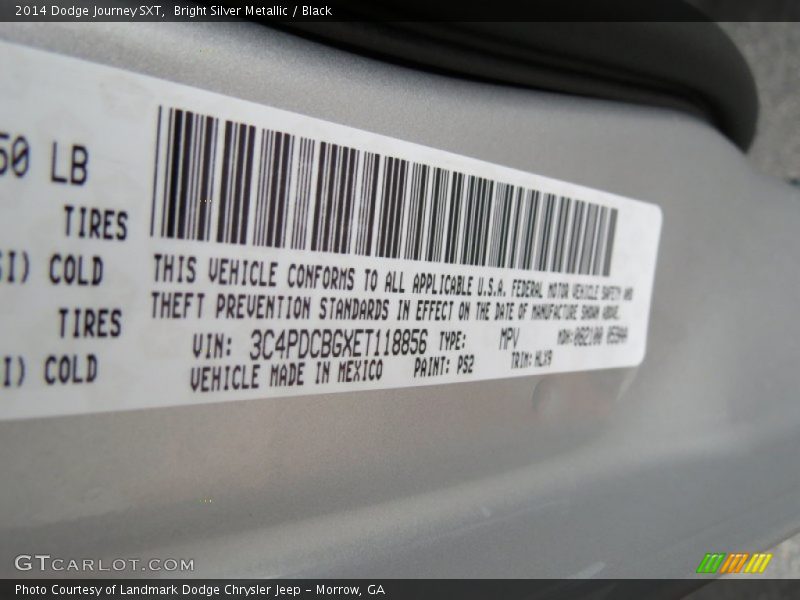 2014 Dodge Journey SXT, Bright Silver Metallic / Black
50 LB
TIRES
SI) COLD
TIRES
I) COLD
THIS VEHICLE CONFORMS TO ALL APPLICABLE U.S.A. FEDERAL MOTOR VEHICLE SAFETY AND
THEFT PREVENTION STANDARDS IN EFFECT ON THE DATE OF MANUFACTURE SHOWN ABOVE.
VIN: 3C4PDCBGXET118856 TYPE: MPV MDH:
VEHICLE MADE IN MEXICO PAINT: PS2 TRIM: HLX9
GTCARLOT.COM
Photo Courtesy of Landmark Dodge Chrysler Jeep - Morrow, GA